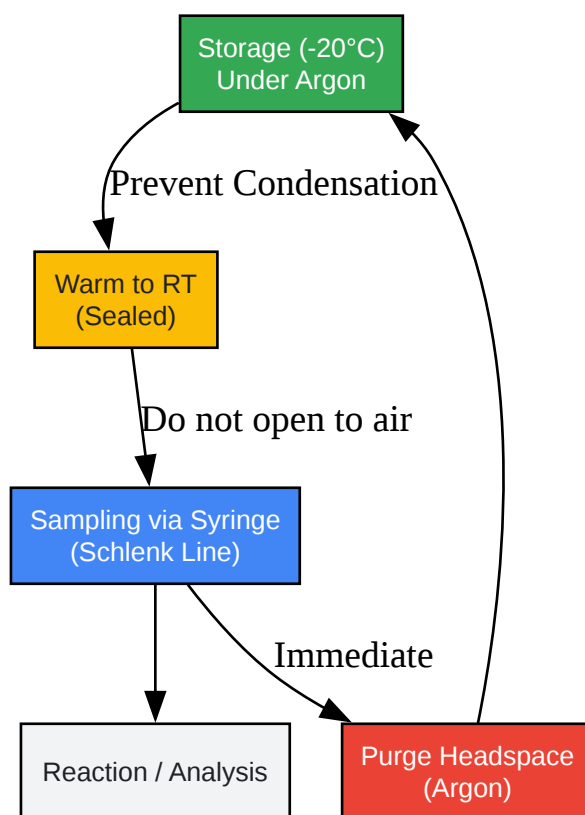 Storage (-20°C)
Under Argon
Prevent Condensation
Warm to RT
(Sealed)
Do not open to air
Sampling via Syringe
(Schlenk Line)
Immediate
Reaction / Analysis
Purge Headspace
(Argon)